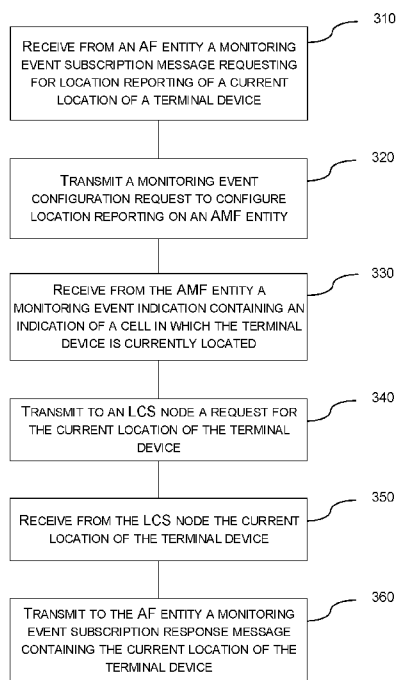 310
RECEIVE FROM AN AF ENTITY A MONITORING
EVENT SUBSCRIPTION MESSAGE REQUESTING
FOR LOCATION REPORTING OF A CURRENT
LOCATION OF A TERMINAL DEVICE
320
TRANSMIT A MONITORING EVENT
CONFIGURATION REQUEST TO CONFIGURE
LOCATION REPORTING ON AN AMF ENTITY
330
RECEIVE FROM THE AMF ENTITY A
MONITORING EVENT INDICATION CONTAINING AN
INDICATION OF A CELL IN WHICH THE TERMINAL
DEVICE IS CURRENTLY LOCATED
340
TRANSMIT TO AN LCS NODE A REQUEST FOR
THE CURRENT LOCATION OF THE TERMINAL
DEVICE
350
RECEIVE FROM THE LCS NODE THE CURRENT
LOCATION OF THE TERMINAL DEVICE
360
TRANSMIT TO THE AF ENTITY A MONITORING
EVENT SUBSCRIPTION RESPONSE MESSAGE
CONTAINING THE CURRENT LOCATION OF THE
TERMINAL DEVICE